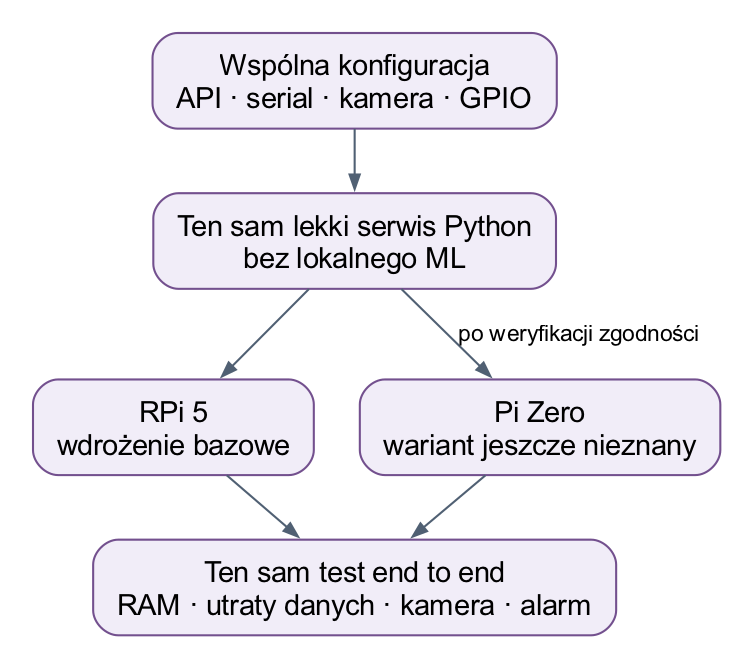 Wspólna konfiguracja
API · serial · kamera · GPIO
Ten sam lekki serwis Python
bez lokalnego ML
po weryfikacji zgodności
RPi 5
wdrożenie bazowe
Pi Zero
wariant jeszcze nieznany
Ten sam test end to end
RAM · utraty danych · kamera · alarm